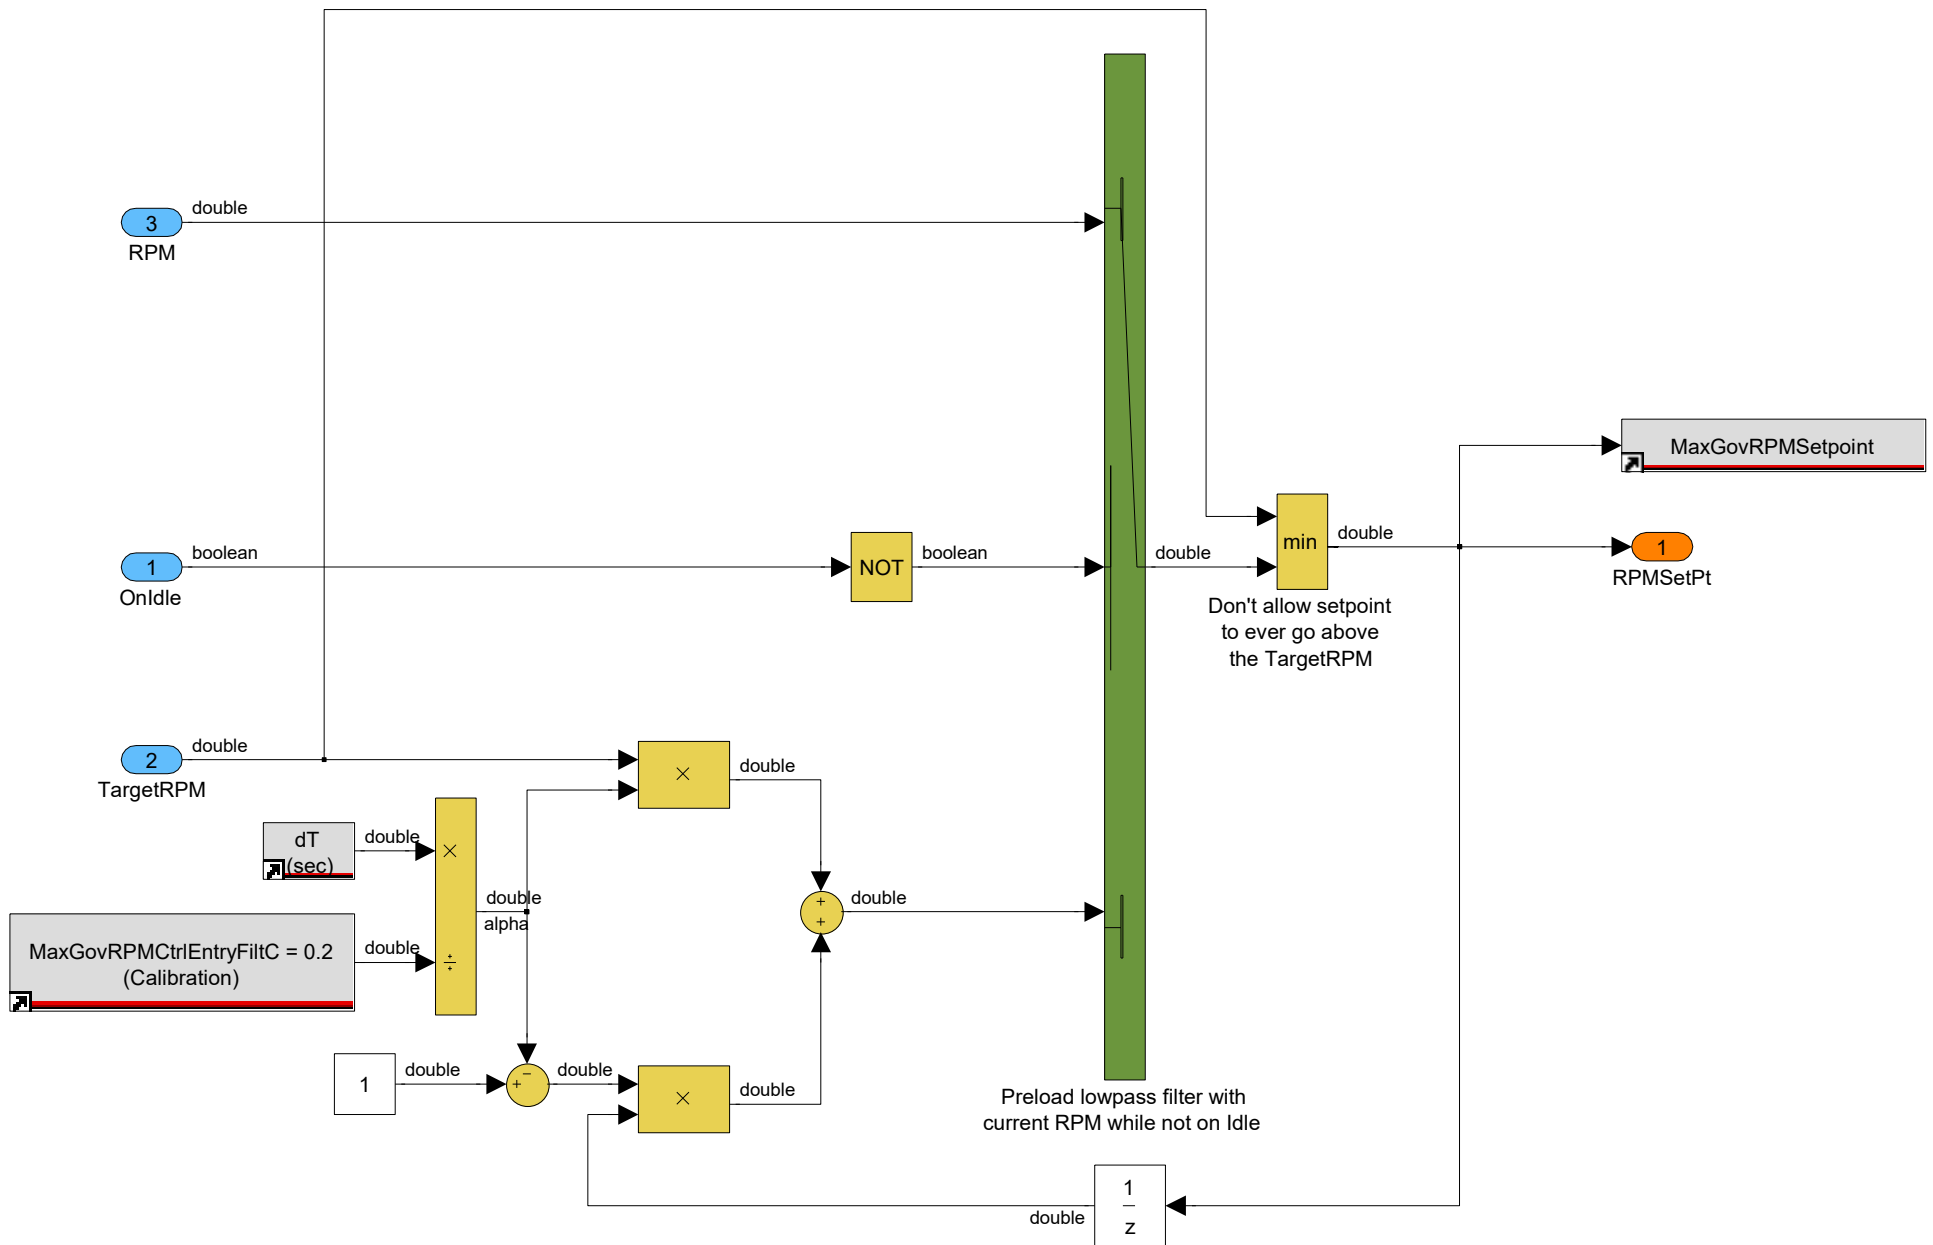 double
3
RPM
MaxGovRPMSetpoint
boolean
1
OnIdle
NOT
boolean
double
min
double
1
RPMSetPt
Don't allow setpoint
to ever go above
the TargetRPM
double
2
TargetRPM
×
double
dT
(sec)
double
×
MaxGovRPMCtrlEntryFiltC = 0.2
(Calibration)
double
÷
double
alpha
+
+
double
1
double
+
−
double
×
double
Preload lowpass filter with
current RPM while not on Idle
1
z
double